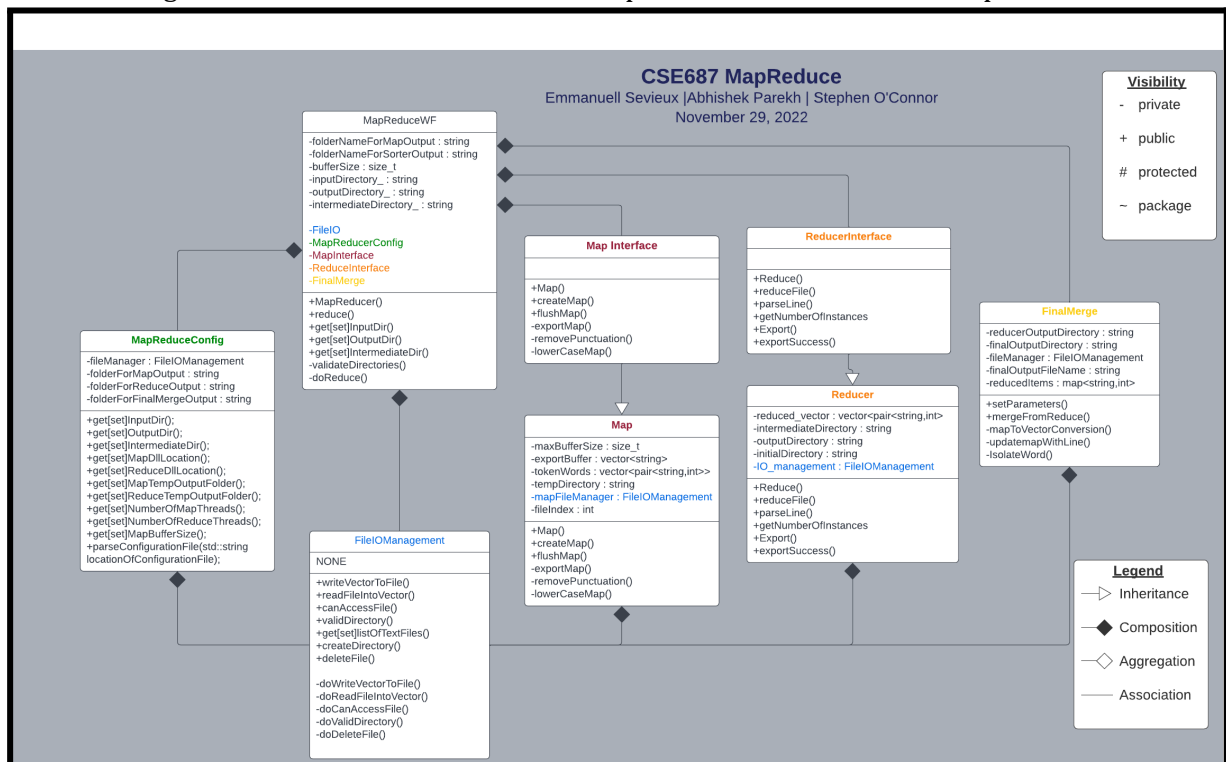 CSE687 MapReduce
Emmanuell Sevieux |Abhishek Parekh | Stephen O'Connor
November 29, 2022
Visibility
- private
+ public
# protected
~ package
MapReduceWF
-folderNameForMapOutput : string
-folderNameForSorterOutput : string
-bufferSize : size_t
-inputDirectory_ : string
-outputDirectory_ : string
-intermediateDirectory_ : string
-FileIO
-MapReducerConfig
-MapInterface
-ReduceInterface
-FinalMerge
+MapReducer()
+reduce()
+get[set]InputDir()
+get[set]OutputDir()
+get[set]IntermediateDir()
-validateDirectories()
-doReduce()
Map Interface
+Map()
+createMap()
+flushMap()
-exportMap()
-removePunctuation()
-lowerCaseMap()
ReducerInterface
+Reduce()
+reduceFile()
+parseLine()
+getNumberOfInstances
+Export()
+exportSuccess()
FinalMerge
-reducerOutputDirectory : string
-finalOutputDirectory : string
-fileManager : FileIOManagement
-finalOutputFileName : string
-reducedItems : map<string,int>
+setParameters()
+mergeFromReduce()
-mapToVectorConversion()
-updatemapWithLine()
-IsolateWord()
MapReduceConfig
-fileManager : FileIOManagement
-folderForMapOutput : string
-folderForReduceOutput : string
-folderForFinalMergeOutput : string
+get[set]InputDir();
+get[set]OutputDir();
+get[set]IntermediateDir();
+get[set]MapDllLocation();
+get[set]ReduceDllLocation();
+get[set]MapTempOutputFolder();
+get[set]ReduceTempOutputFolder();
+get[set]NumberOfMapThreads();
+get[set]NumberOfReduceThreads();
+get[set]MapBufferSize();
+parseConfigurationFile(std::string
locationOfConfigurationFile);
Map
-maxBufferSize : size_t
-exportBuffer : vector<string>
-tokenWords : vector<pair<string,int>>
-tempDirectory : string
-mapFileManager : FileIOManagement
-fileIndex : int
+Map()
+createMap()
+flushMap()
-exportMap()
-removePunctuation()
-lowerCaseMap()
Reducer
-reduced_vector : vector<pair<string,int>
-intermediateDirectory : string
-outputDirectory : string
-initialDirectory : string
-IO_management : FileIOManagement
+Reduce()
+reduceFile()
+parseLine()
+getNumberOfInstances
+Export()
+exportSuccess()
FileIOManagement
NONE
+writeVectorToFile()
+readFileIntoVector()
+canAccessFile()
+validDirectory()
+get[set]listOfTextFiles()
+createDirectory()
+deleteFile()
-doWriteVectorToFile()
-doReadFileIntoVector()
-doCanAccessFile()
-doValidDirectory()
-doDeleteFile()
Legend
Inheritance
Composition
Aggregation
Association